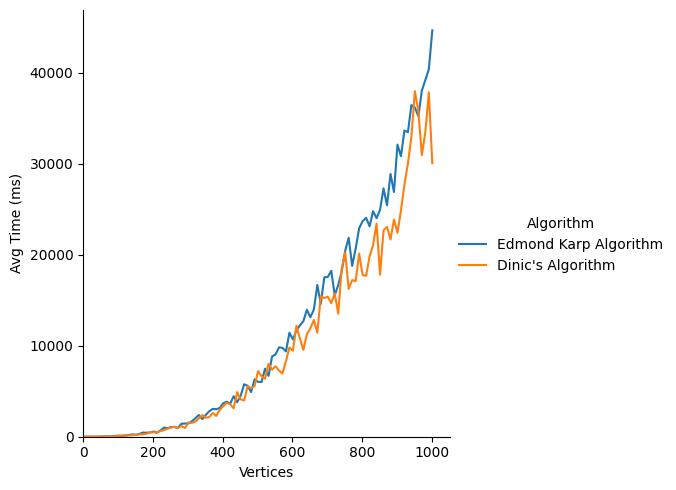 Avg Time (ms)
40000
30000
20000
10000
0
0 200 400 600 800 1000
Vertices
Algorithm
Edmond Karp Algorithm
Dinic's Algorithm